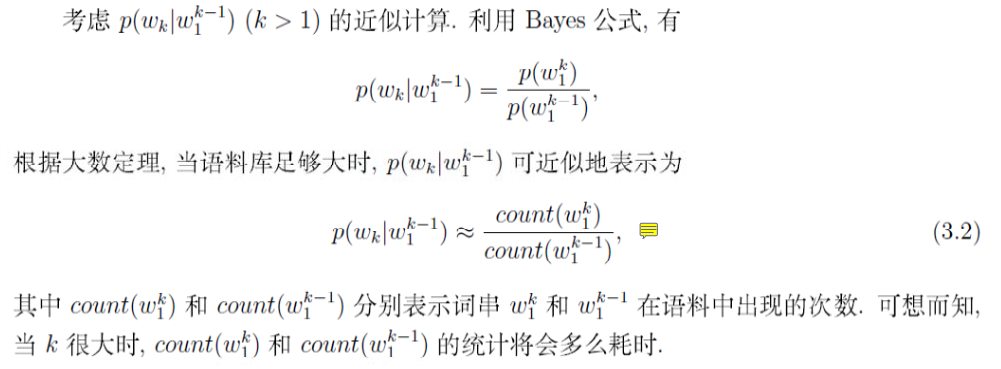 考虑 p(w_k|w_1^{k-1}) (k > 1) 的近似计算. 利用 Bayes 公式, 有
p(w_k|w_1^{k-1}) = \frac{p(w_1^k)}{p(w_1^{k-1})},
根据大数定理, 当语料库足够大时, p(w_k|w_1^{k-1}) 可近似地表示为
p(w_k|w_1^{k-1}) ≈ \frac{count(w_1^k)}{count(w_1^{k-1})}, (3.2)
其中 count(w_1^k) 和 count(w_1^{k-1}) 分别表示词串 w_1^k 和 w_1^{k-1} 在语料中出现的次数. 可想而知,
当 k 很大时, count(w_1^k) 和 count(w_1^{k-1}) 的统计将会多么耗时.